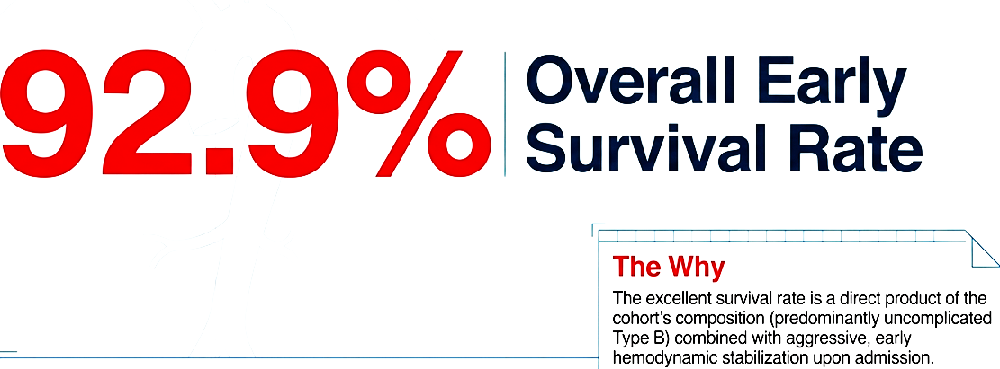 92.9%
Overall Early
Survival Rate
The Why
The excellent survival rate is a direct product of the
cohort's composition (predominantly uncomplicated
Type B) combined with aggressive, early
hemodynamic stabilization upon admission.